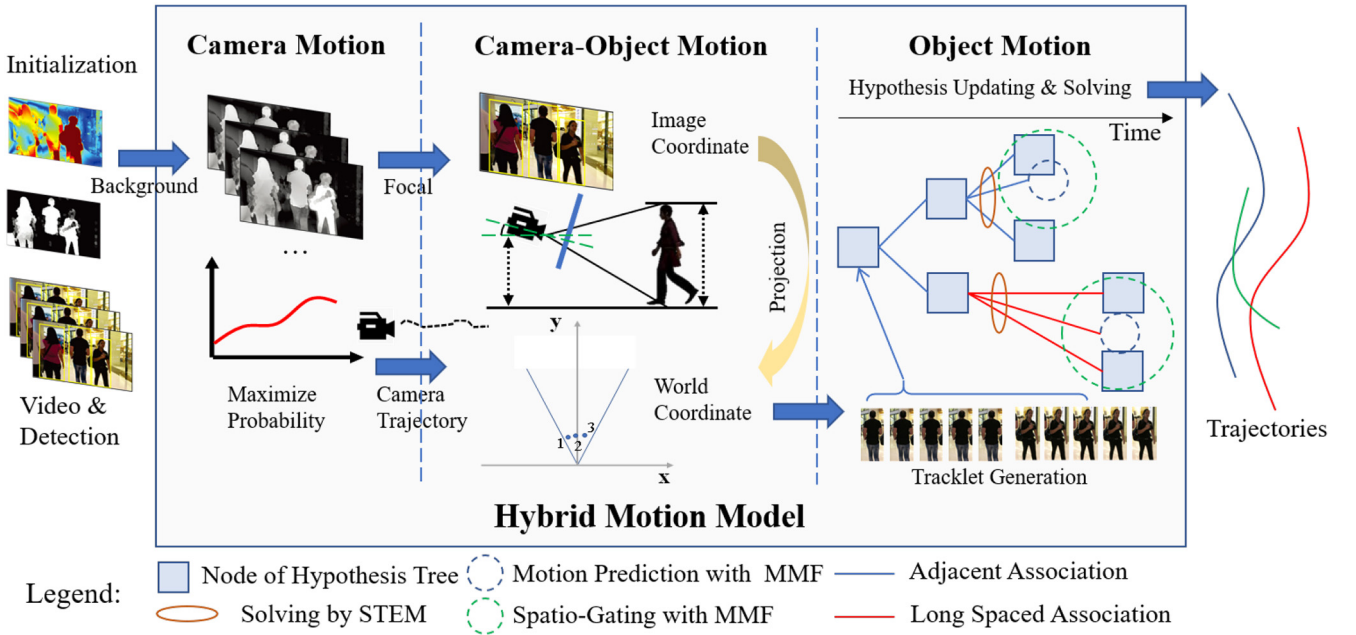 Initialization
Video &
Detection
Background
Camera Motion
...
Maximize
Probability
Focal
Camera
Trajectory
Camera-Object Motion
Image
Coordinate
Projection
y
1
2
3
x
World
Coordinate
Object Motion
Hypothesis Updating & Solving
Time
Tracklet Generation
Trajectories
Hybrid Motion Model
Legend:
Node of Hypothesis Tree
Motion Prediction with MMF
Adjacent Association
Solving by STEM
Spatio-Gating with MMF
Long Spaced Association